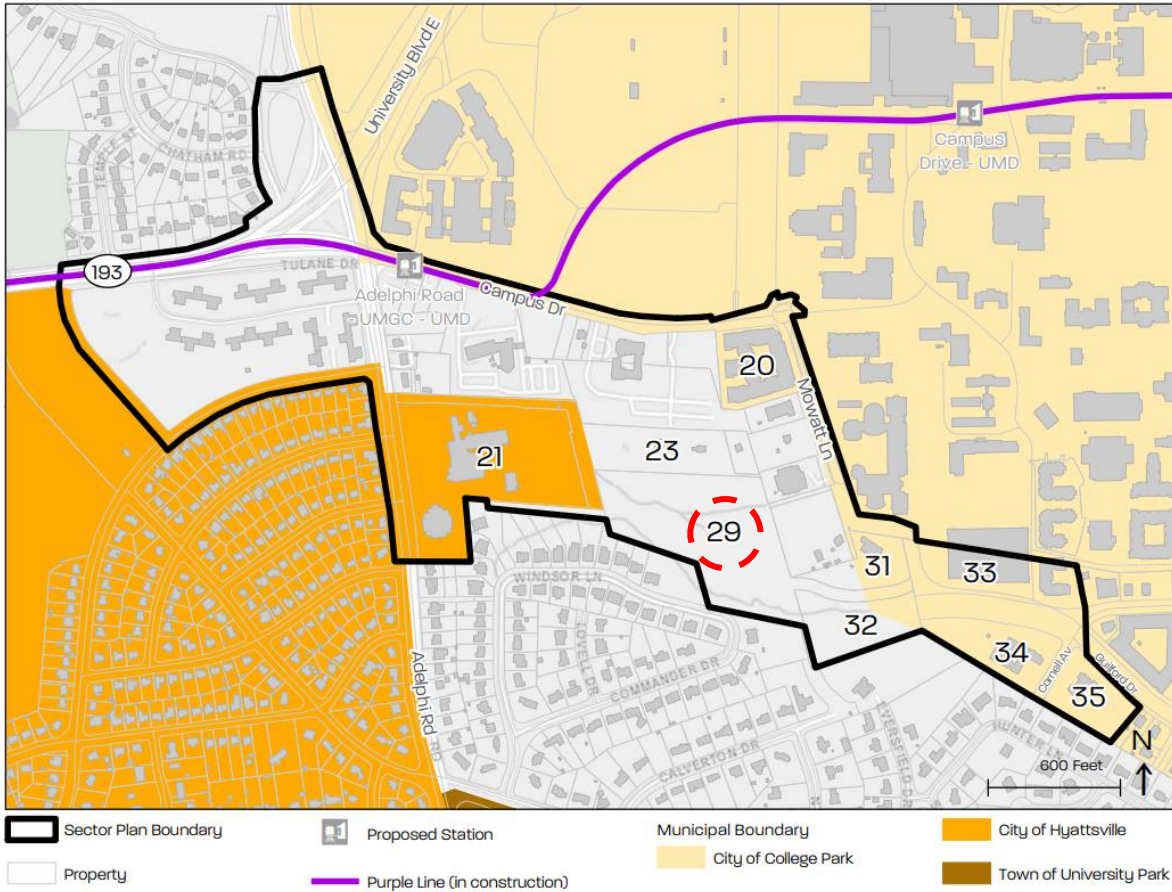 University Blvd E
TEMPLE ST
CHATHAM RD
Campus
Drive - UMD
193
TULANE DR
Adelphi Road
-UMGC - UMD
Campus Dr
20
Mowatt Ln
21
23
29
31
33
WINDSOR LN
32
LOVELL DR
34
Cornell Av.
Guilford Dr
35
COMMANDER DR
Adelphi Rd
RD
CALVERTON DR
EVERSFIELD DR
HUNTER LN
N
600 Feet
Sector Plan Boundary
Proposed Station
Municipal Boundary
City of Hyattsville
City of College Park
Property
Purple Line (in construction)
Town of University Park